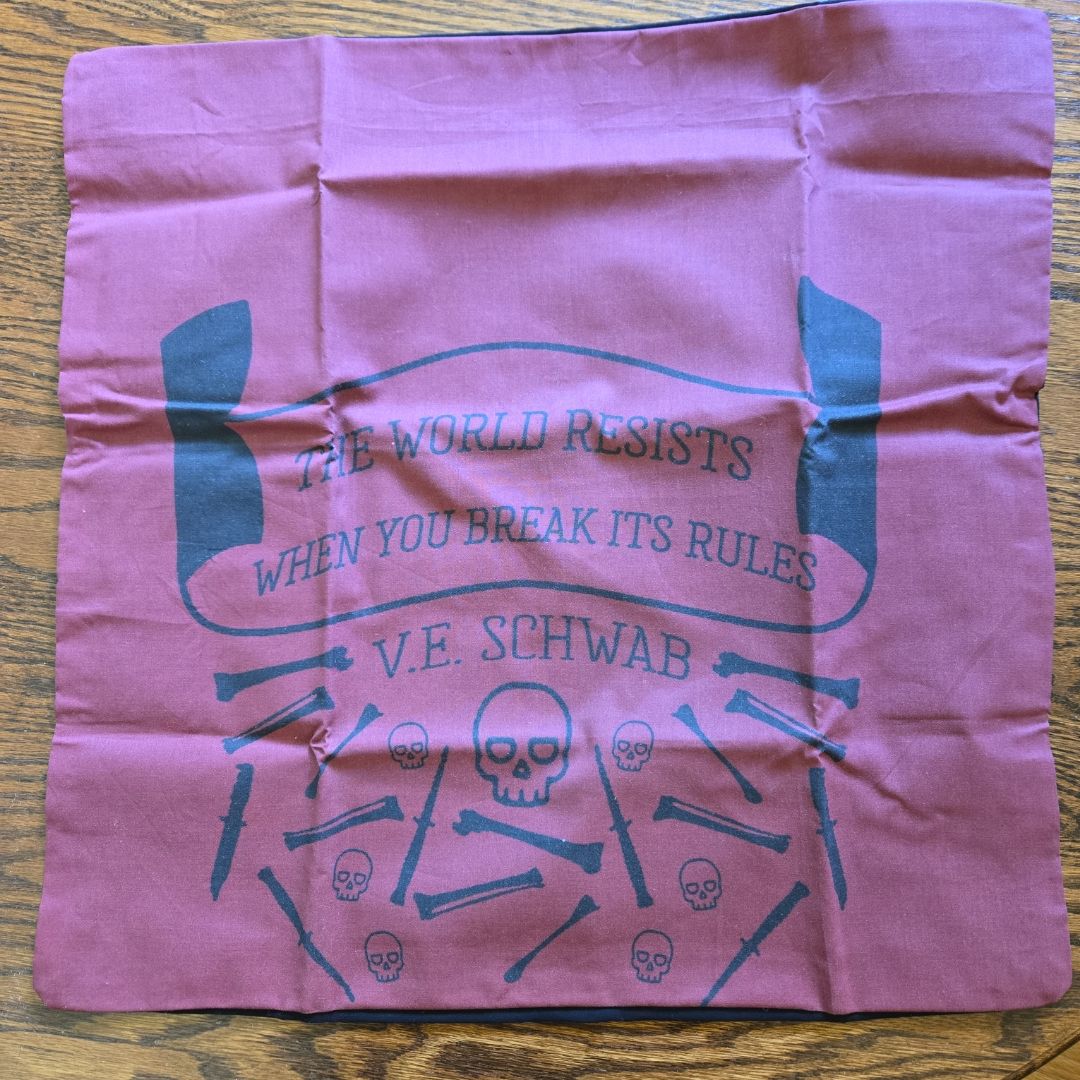 THE WORLD RESISTS
WHEN YOU BREAK ITS RULES
V.E. SCHWAB